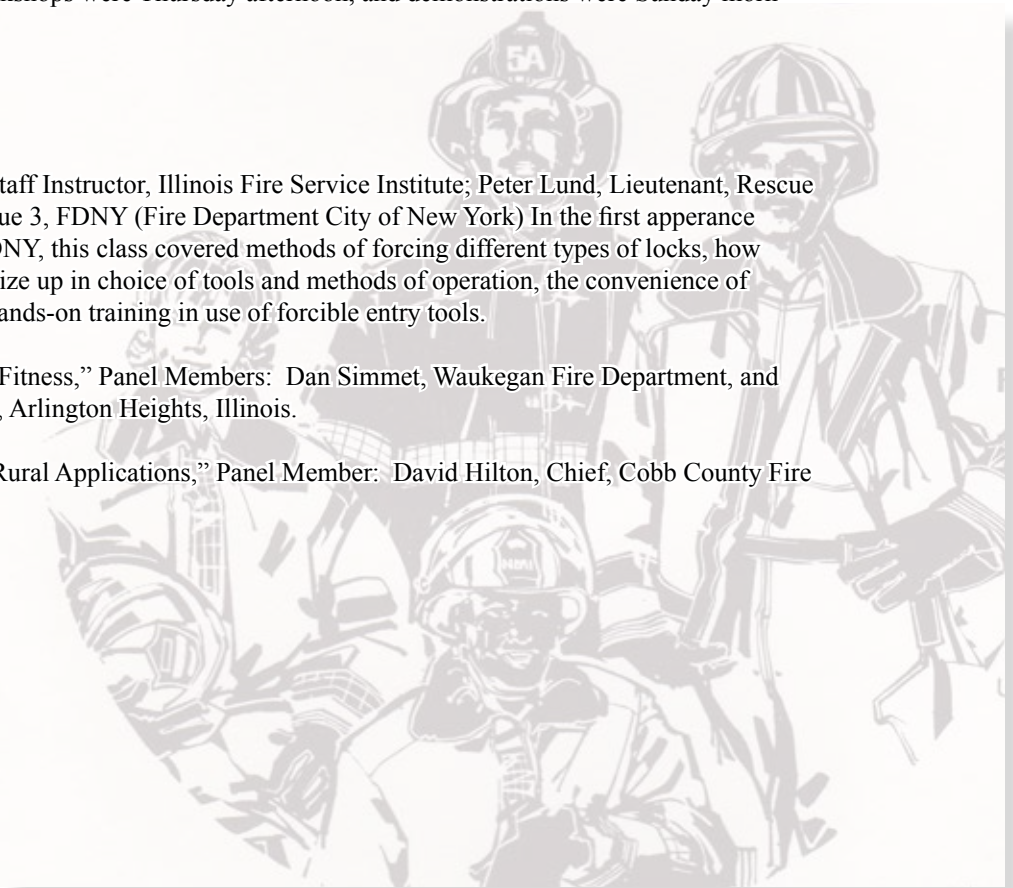 5A
taff Instructor, Illinois Fire Service Institute; Peter Lund, Lieutenant, Rescue
ue 3, FDNY (Fire Department City of New York) In the first apperance
NY, this class covered methods of forcing different types of locks, how
ize up in choice of tools and methods of operation, the convenience of
ands-on training in use of forcible entry tools.
Fitness,” Panel Members: Dan Simmet, Waukegan Fire Department, and
, Arlington Heights, Illinois.
Rural Applications,” Panel Member: David Hilton, Chief, Cobb County Fire